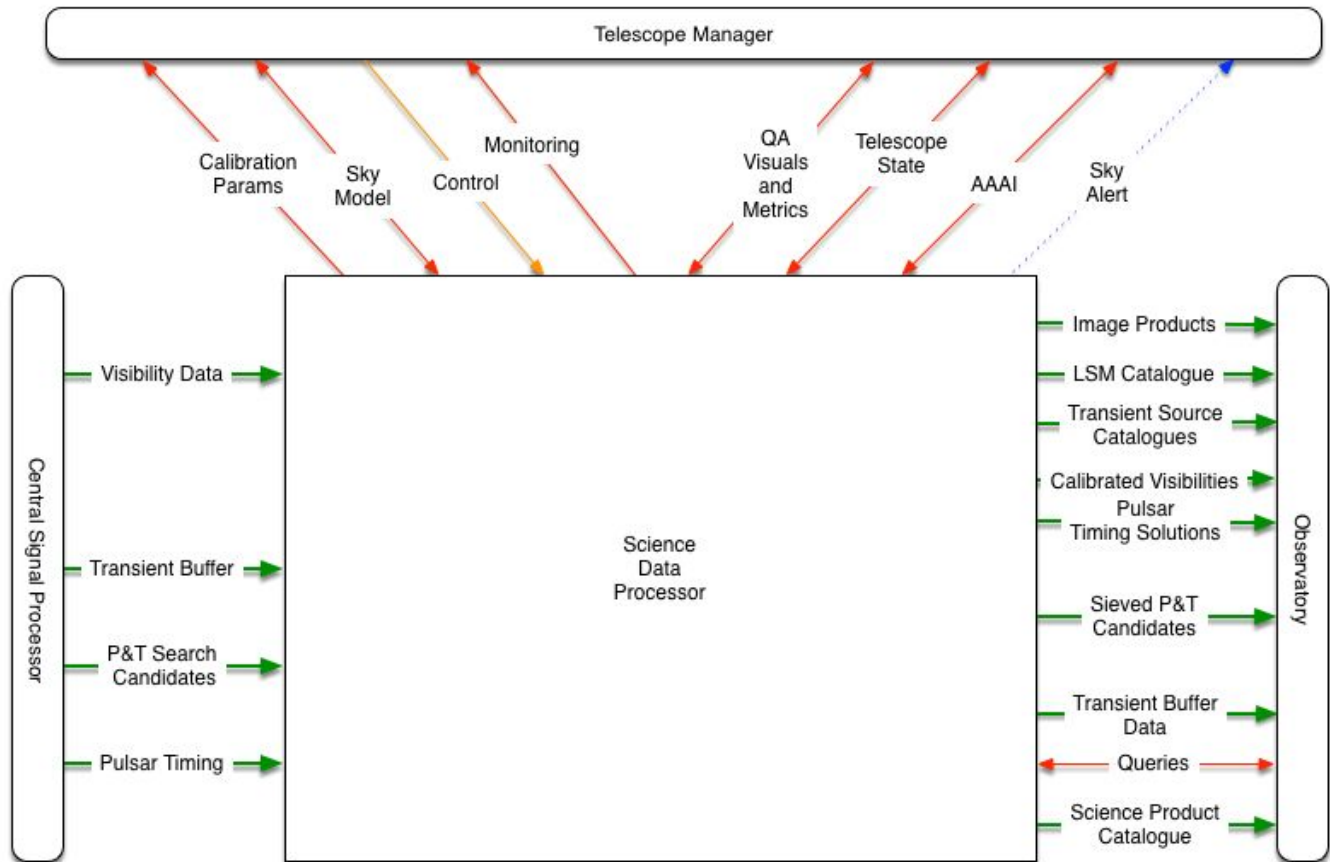 Telescope Manager
Calibration
Params
Sky
Model
Control
Monitoring
QA
Visuals
and
Metrics
Telescope
State
AAAI
Sky
Alert
Central Signal Processor
Visibility Data
Transient Buffer
P&T Search
Candidates
Pulsar Timing
Science
Data
Processor
Image Products
LSM Catalogue
Transient Source
Catalogues
Calibrated Visibilities
Pulsar
Timing Solutions
Sieved P&T
Candidates
Transient Buffer
Data
Queries
Science Product
Catalogue
Observatory